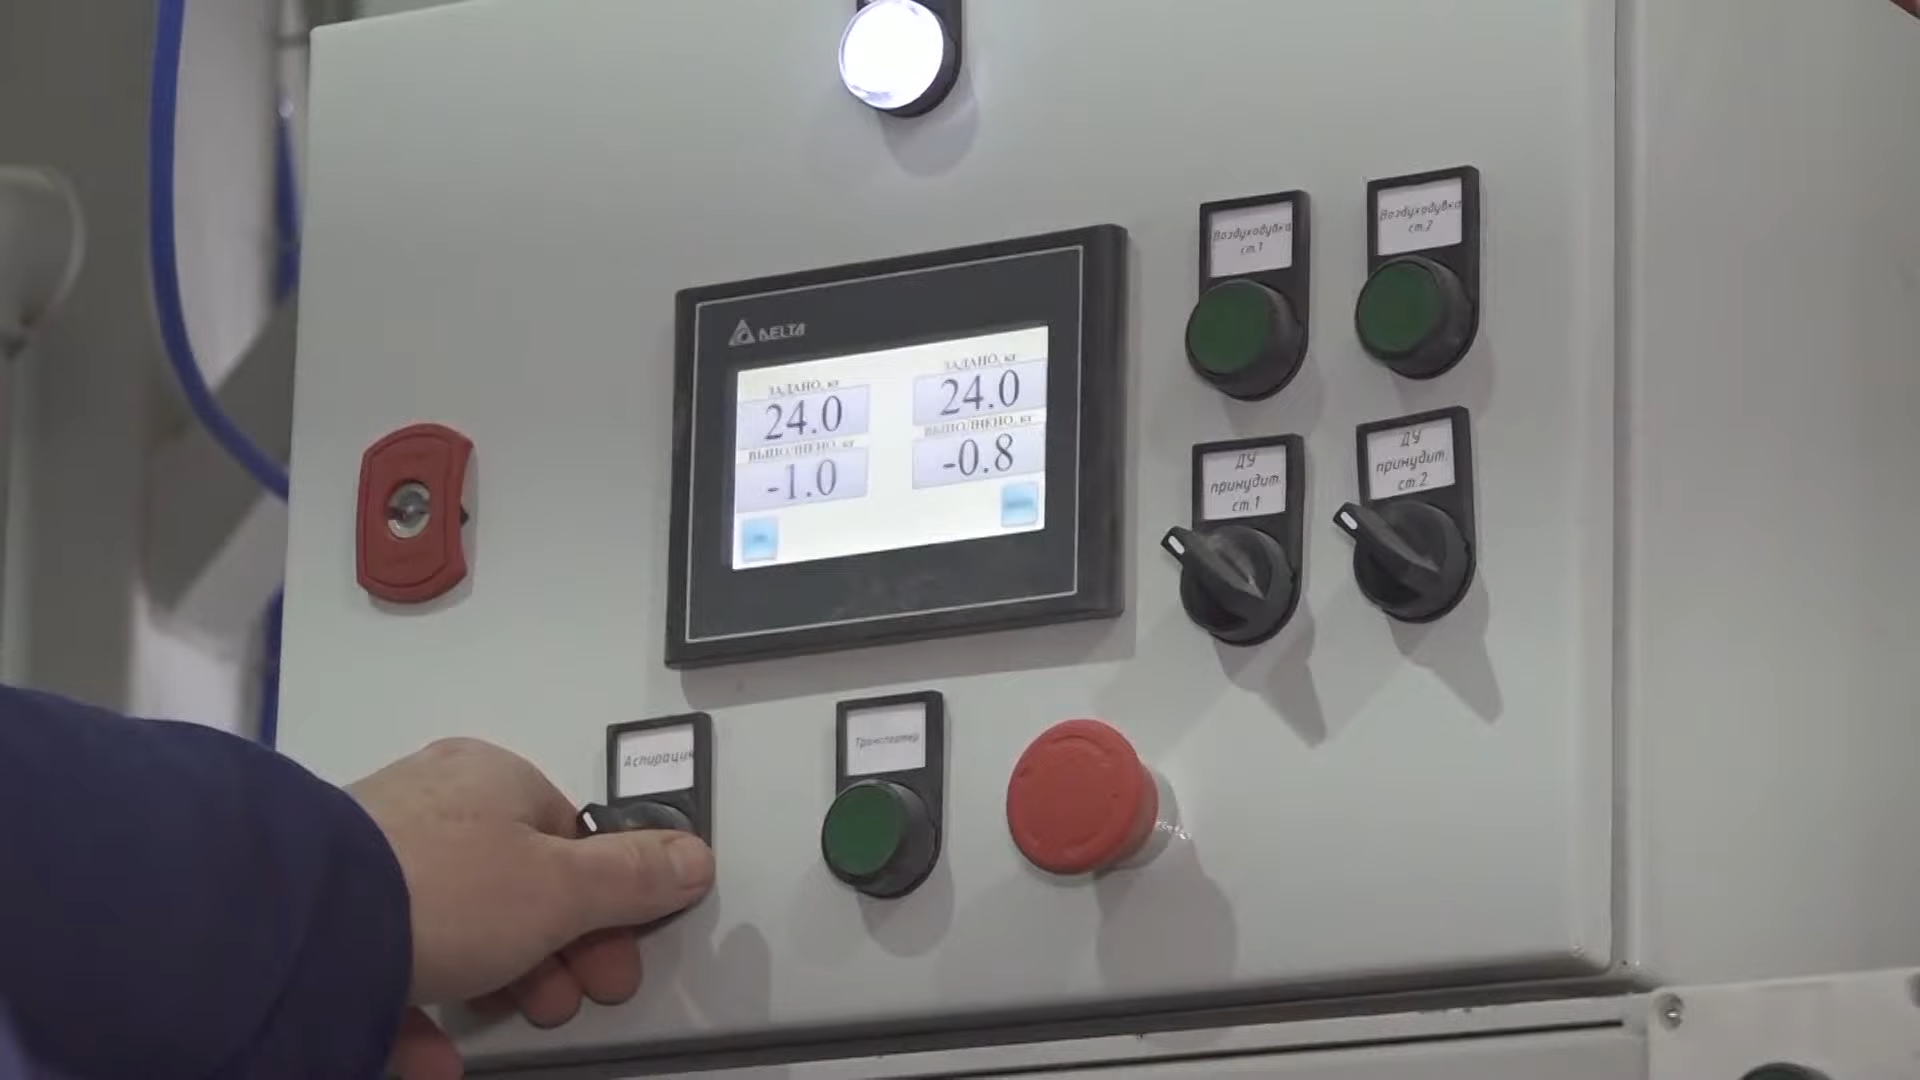 Воздуходувка
ст.1
Воздуходувка
ст.2
DELTA
ЗАДАНО, кг
24.0
ВЫПОЛНЕНО, кг
-1.0
ЗАДАНО, кг
24.0
ВЫПОЛНЕНО, кг
-0.8
ДУ
принудит.
ст.1
ДУ
принудит.
ст.2
Аспирация
Транспортер